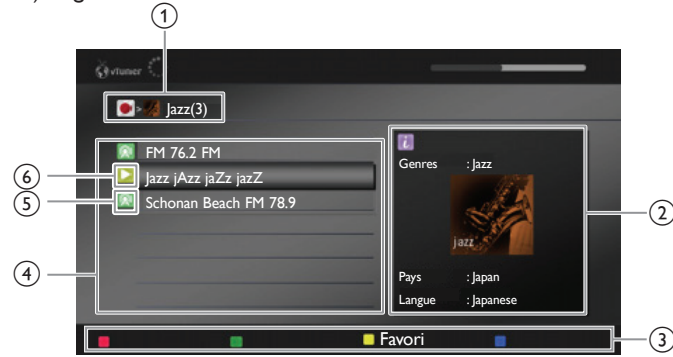 ①
vTuner
> Jazz(3)
FM 76.2 FM
Jazz jAzz jaZz jazZ
Schonan Beach FM 78.9
⑥
⑤
④
i
Genres : Jazz
jazz
Pays : Japan
Langue : Japanese
②
Favori
③